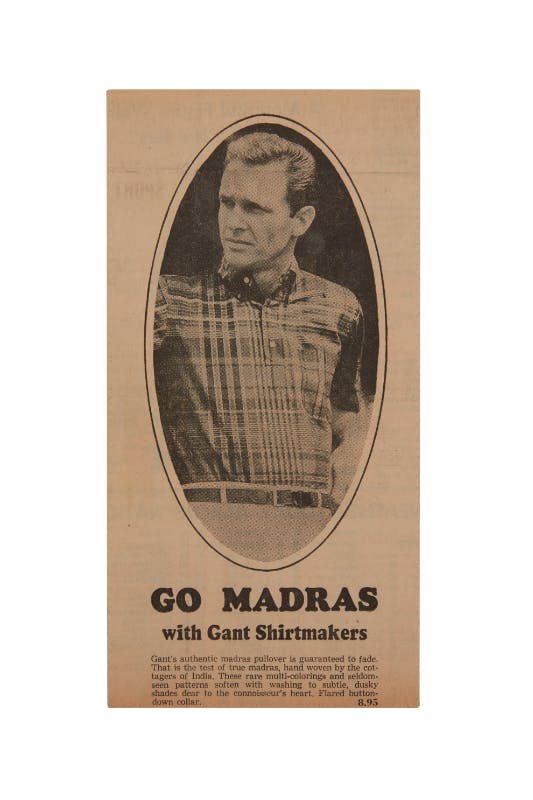 GO MADRAS
with Gant Shirtmakers
Gant's authentic madras pullover is guaranteed to fade.
That is the test of true madras, hand woven by the cot-
tagers of India. These rare multi-colorings and seldom-
seen patterns soften with washing to subtle, dusky
shades dear to the connoisseur's heart. Flared button-
down collar. 8.95